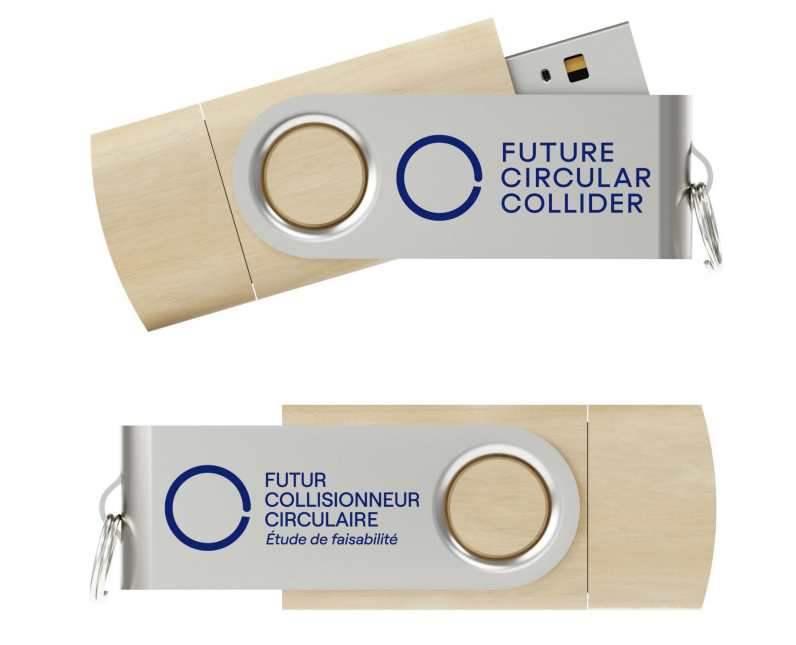 FUTURE
CIRCULAR
COLLIDER
FUTUR
COLLISIONNEUR
CIRCULAIRE
Étude de faisabilité